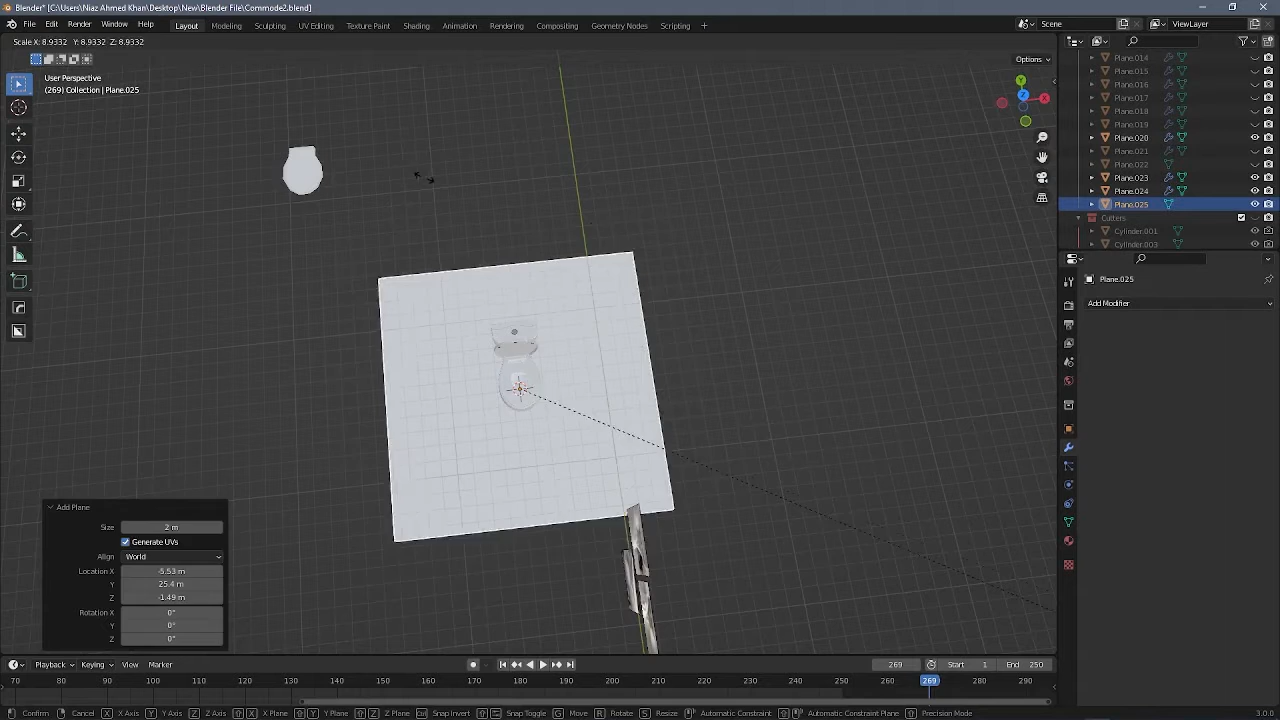 Blender* [C:\Users\Niaz Ahmed Khan\Desktop\New\Blender File\Commode2.blend]
File Edit Render Window Help Layout Modeling Sculpting UV Editing Texture Paint Shading Animation Rendering Compositing Geometry Nodes Scripting + Scene ViewLayer
Scale X: 8.9332 Y: 8.9332 Z: 8.9332
Options
User Perspective
(269) Collection | Plane.025
Y
X
Z
Plane.014
Plane.015
Plane.016
Plane.017
Plane.018
Plane.019
Plane.020
Plane.021
Plane.022
Plane.023
Plane.024
Plane.025
Cutters
Cylinder.001
Cylinder.003
Plane.025
Add Modifier
Add Plane
Size 2 m
Generate UVs
Align World
Location X -5.53 m
Y 25.4 m
Z -1.49 m
Rotation X 0°
Y 0°
Z 0°
Playback Keying View Marker 269 Start 1 End 250
70 80 90 100 110 120 130 140 150 160 170 180 190 200 210 220 230 240 250 260 269 280 290
Confirm Cancel X X Axis Y Y Axis Z Z Axis X X Plane Y Y Plane Z Z Plane Ctrl Snap Invert Snap Toggle G Move R Rotate S Resize Automatic Constraint Automatic Constraint Plane Precision Mode 3.0.0